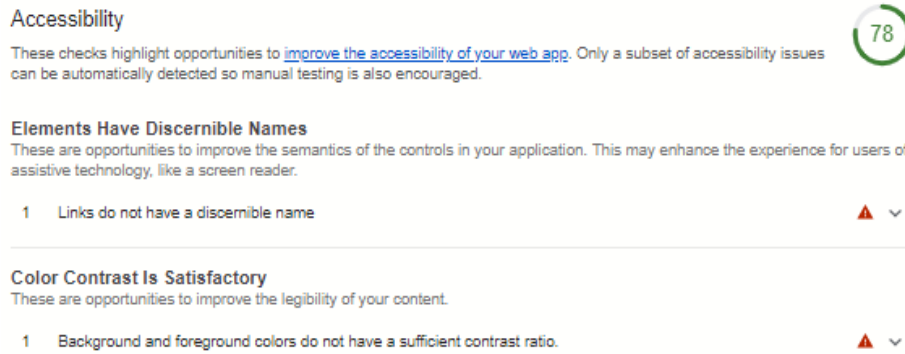 Accessibility
78
These checks highlight opportunities to improve the accessibility of your web app. Only a subset of accessibility issues
can be automatically detected so manual testing is also encouraged.
Elements Have Discernible Names
These are opportunities to improve the semantics of the controls in your application. This may enhance the experience for users of
assistive technology, like a screen reader.
1 Links do not have a discernible name
Color Contrast Is Satisfactory
These are opportunities to improve the legibility of your content.
1 Background and foreground colors do not have a sufficient contrast ratio.